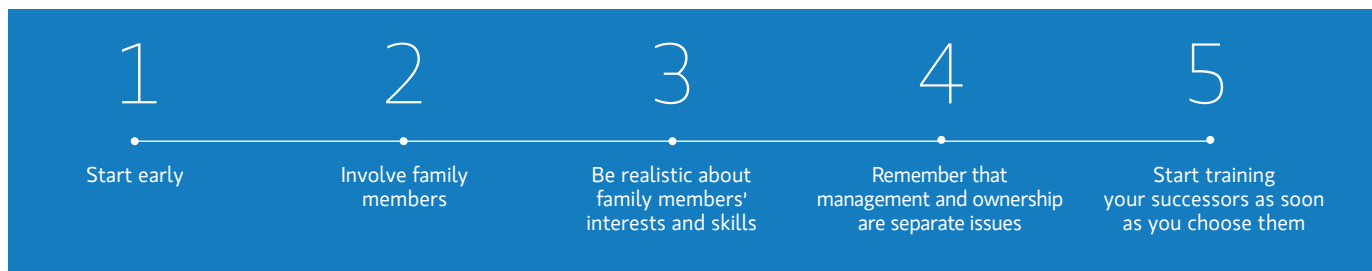 1
Start early
2
Involve family
members
3
Be realistic about
family members'
interests and skills
4
Remember that
management and ownership
are separate issues
5
Start training
your successors as soon
as you choose them